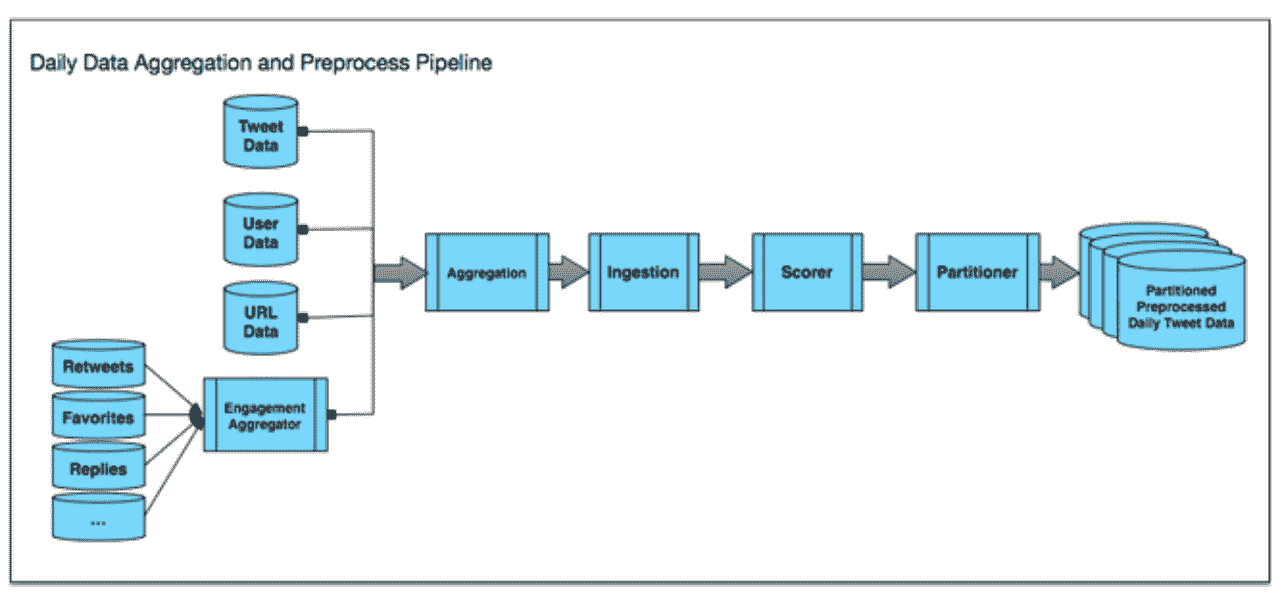 Daily Data Aggregation and Preprocess Pipeline
Tweet
Data
User
Data
URL
Data
Retweets
Favorites
Replies
...
Engagement
Aggregator
Aggregation
Ingestion
Scorer
Partitioner
Partitioned
Preprocessed
Daily Tweet Data